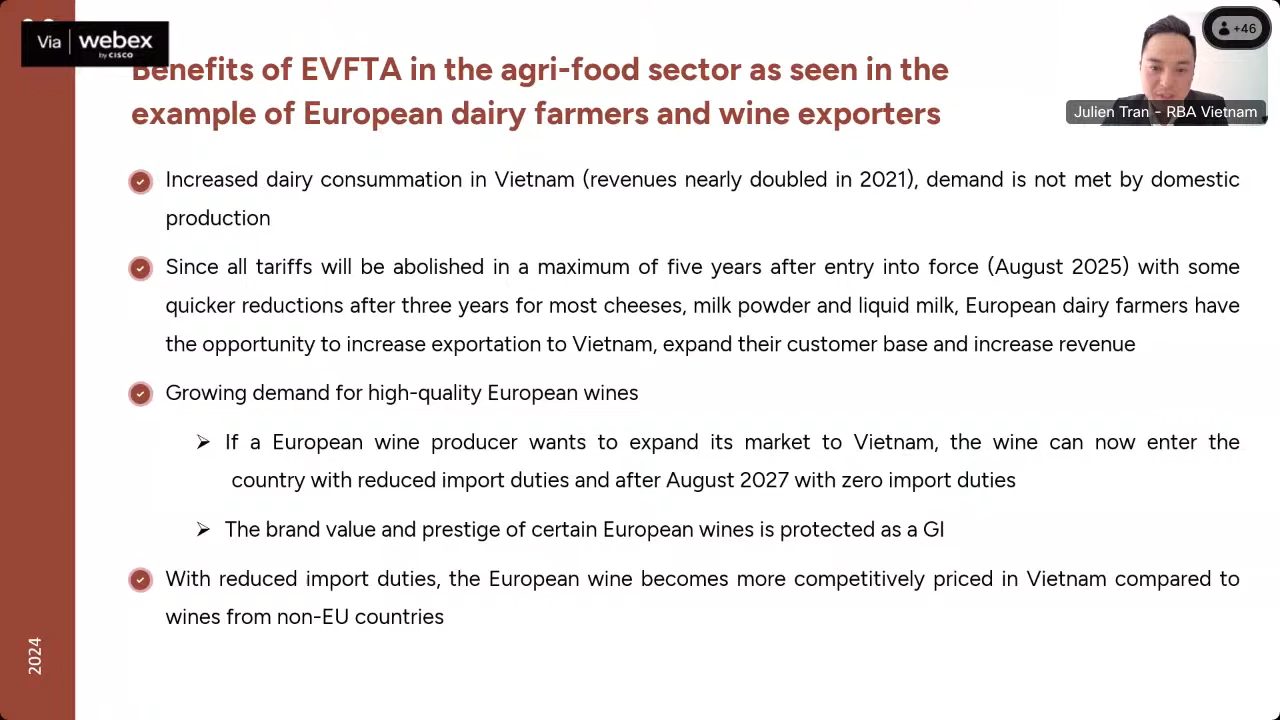 Via webex
by CISCO
+46
Julien Tran - RBA Vietnam
Benefits of EVFTA in the agri-food sector as seen in the
example of European dairy farmers and wine exporters
Increased dairy consummation in Vietnam (revenues nearly doubled in 2021), demand is not met by domestic
production
Since all tariffs will be abolished in a maximum of five years after entry into force (August 2025) with some
quicker reductions after three years for most cheeses, milk powder and liquid milk, European dairy farmers have
the opportunity to increase exportation to Vietnam, expand their customer base and increase revenue
Growing demand for high-quality European wines
If a European wine producer wants to expand its market to Vietnam, the wine can now enter the
country with reduced import duties and after August 2027 with zero import duties
The brand value and prestige of certain European wines is protected as a GI
With reduced import duties, the European wine becomes more competitively priced in Vietnam compared to
wines from non-EU countries
2024